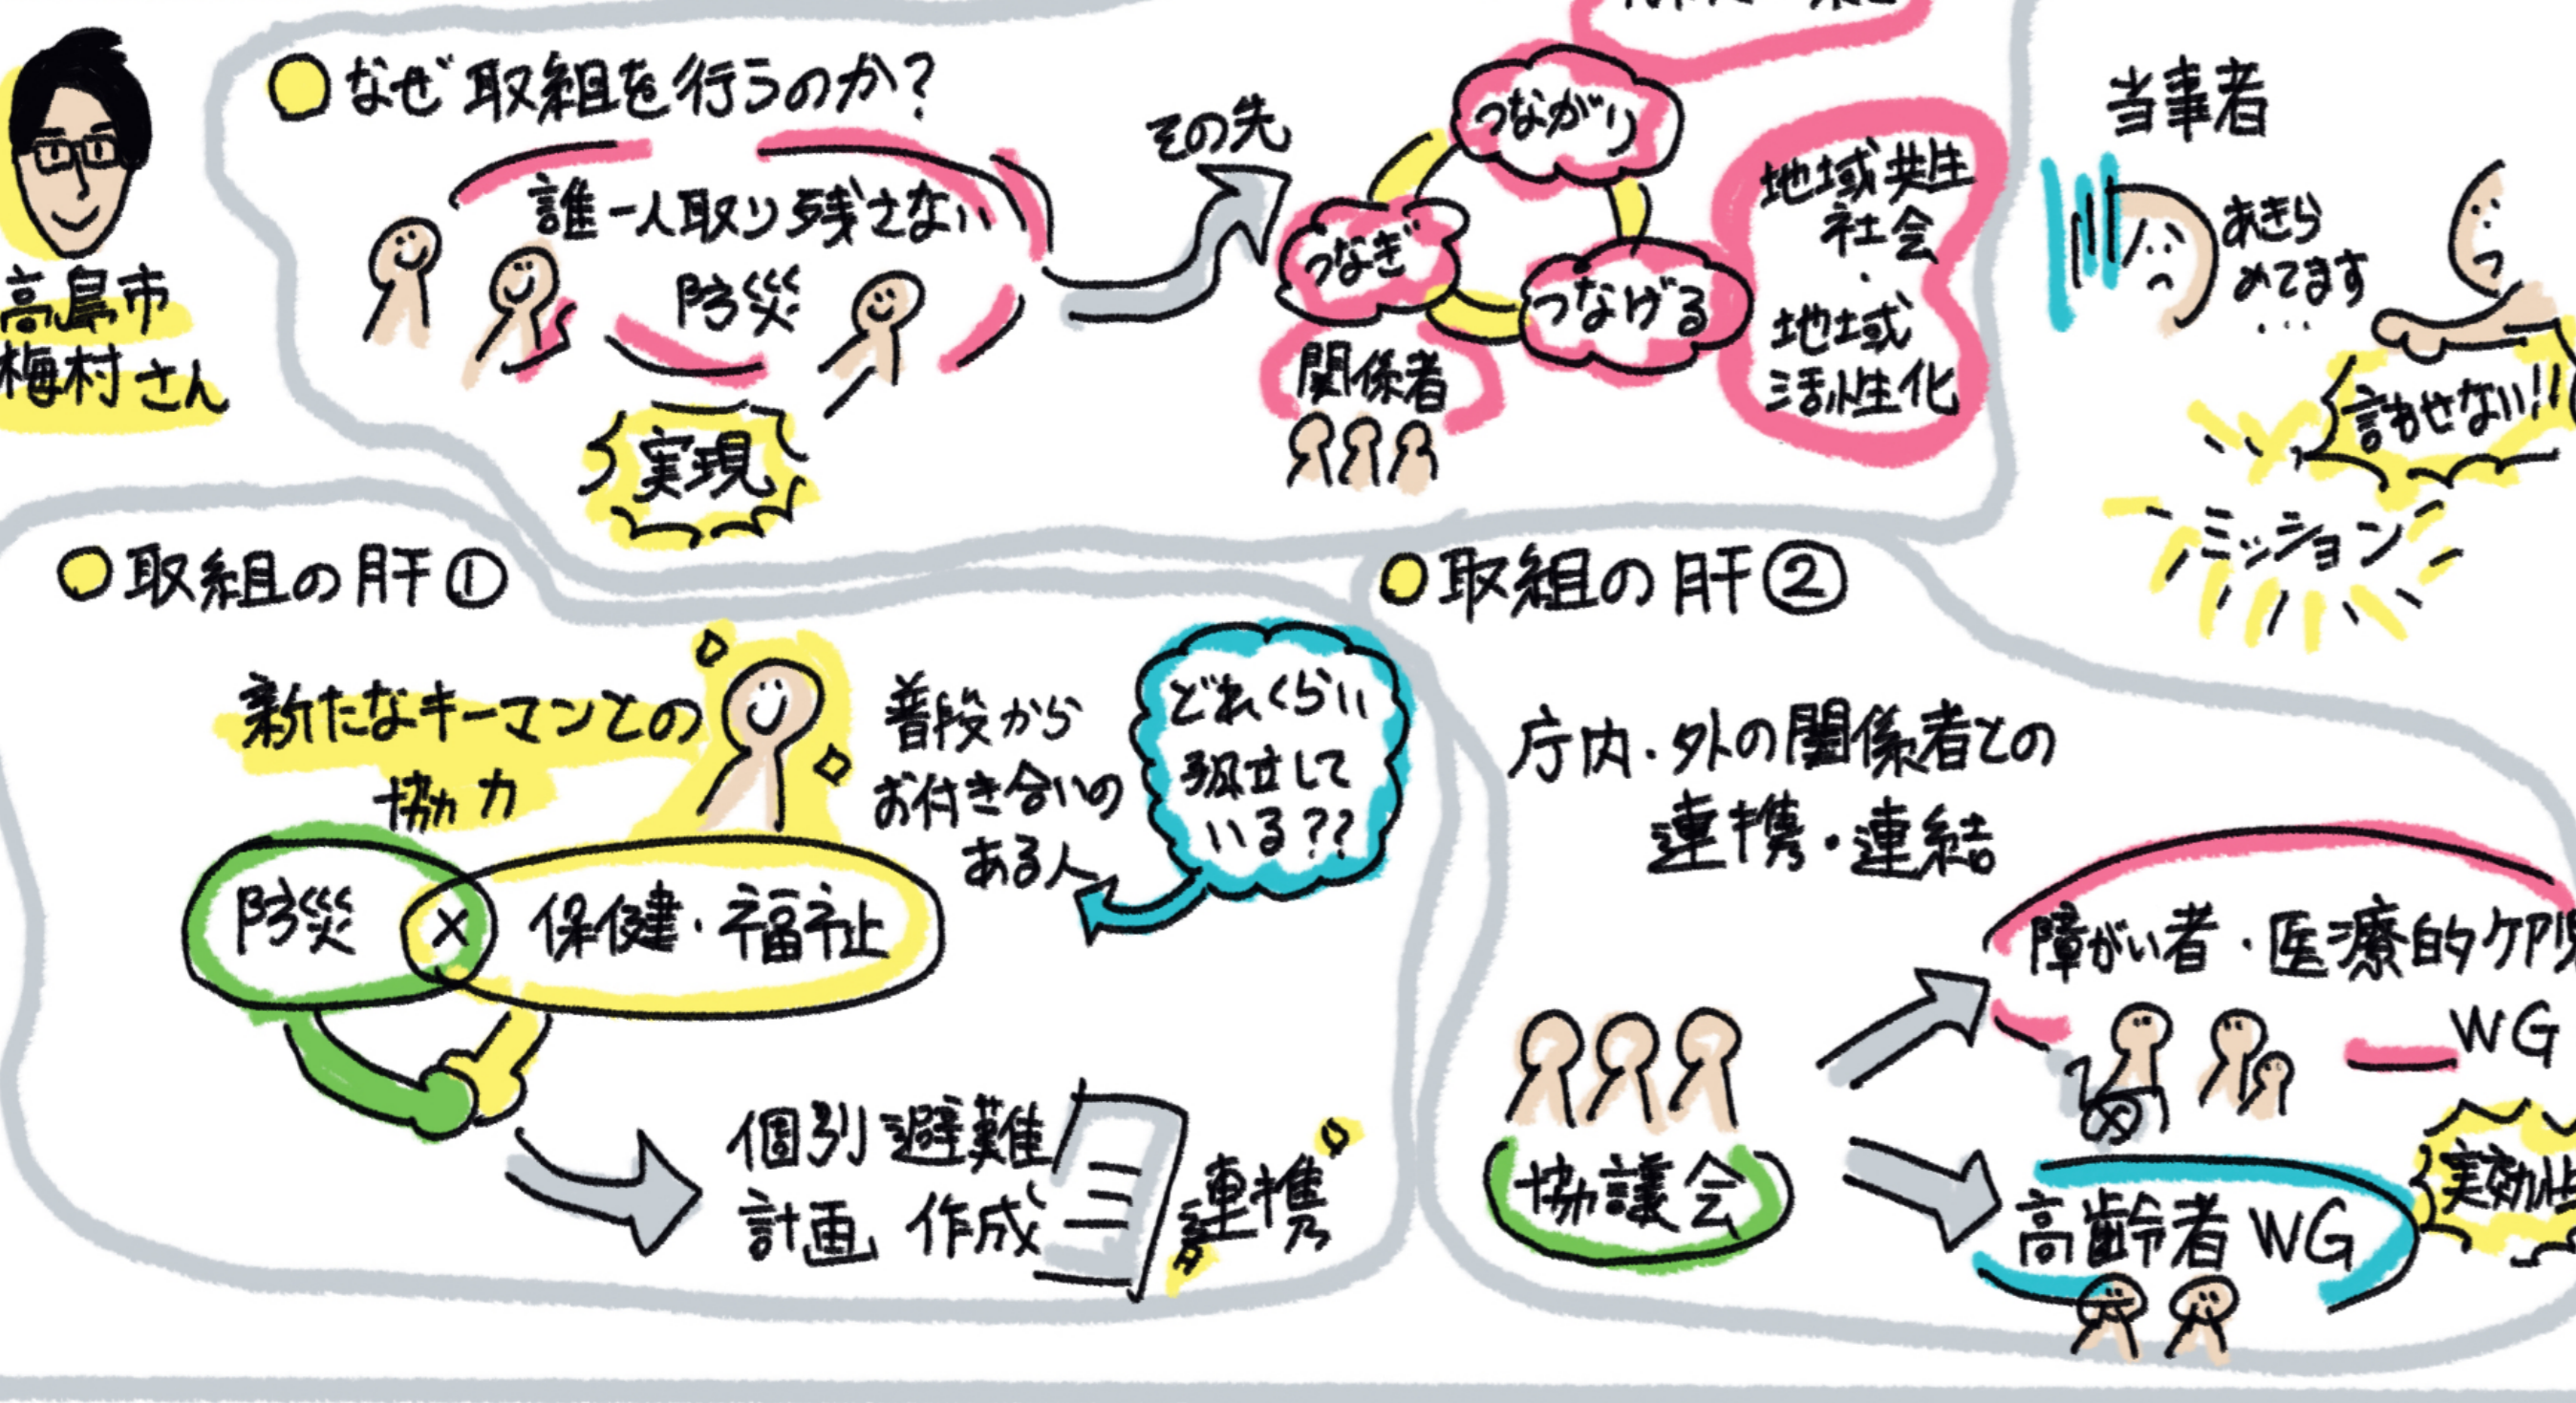 高島市
梅村さん
なぜ取組を行うのか?
誰一人取り残さない
防災
実現
その先
つながり
つなぎ
つなげる
関係者
地域共生
社会
・
地域
活性化
当事者
あきら
めてます
...
言わせない!!
ミッション
取組の肝①
新たなキーマンとの
協力
普段から
お付き合いの
ある人
どれくらい
孤立して
いる??
防災 × 保健・福祉
個別避難
計画 作成
連携
取組の肝②
庁内・外の関係者との
連携・連結
協議会
障がい者・医療的ケア児
WG
高齢者WG
実効性